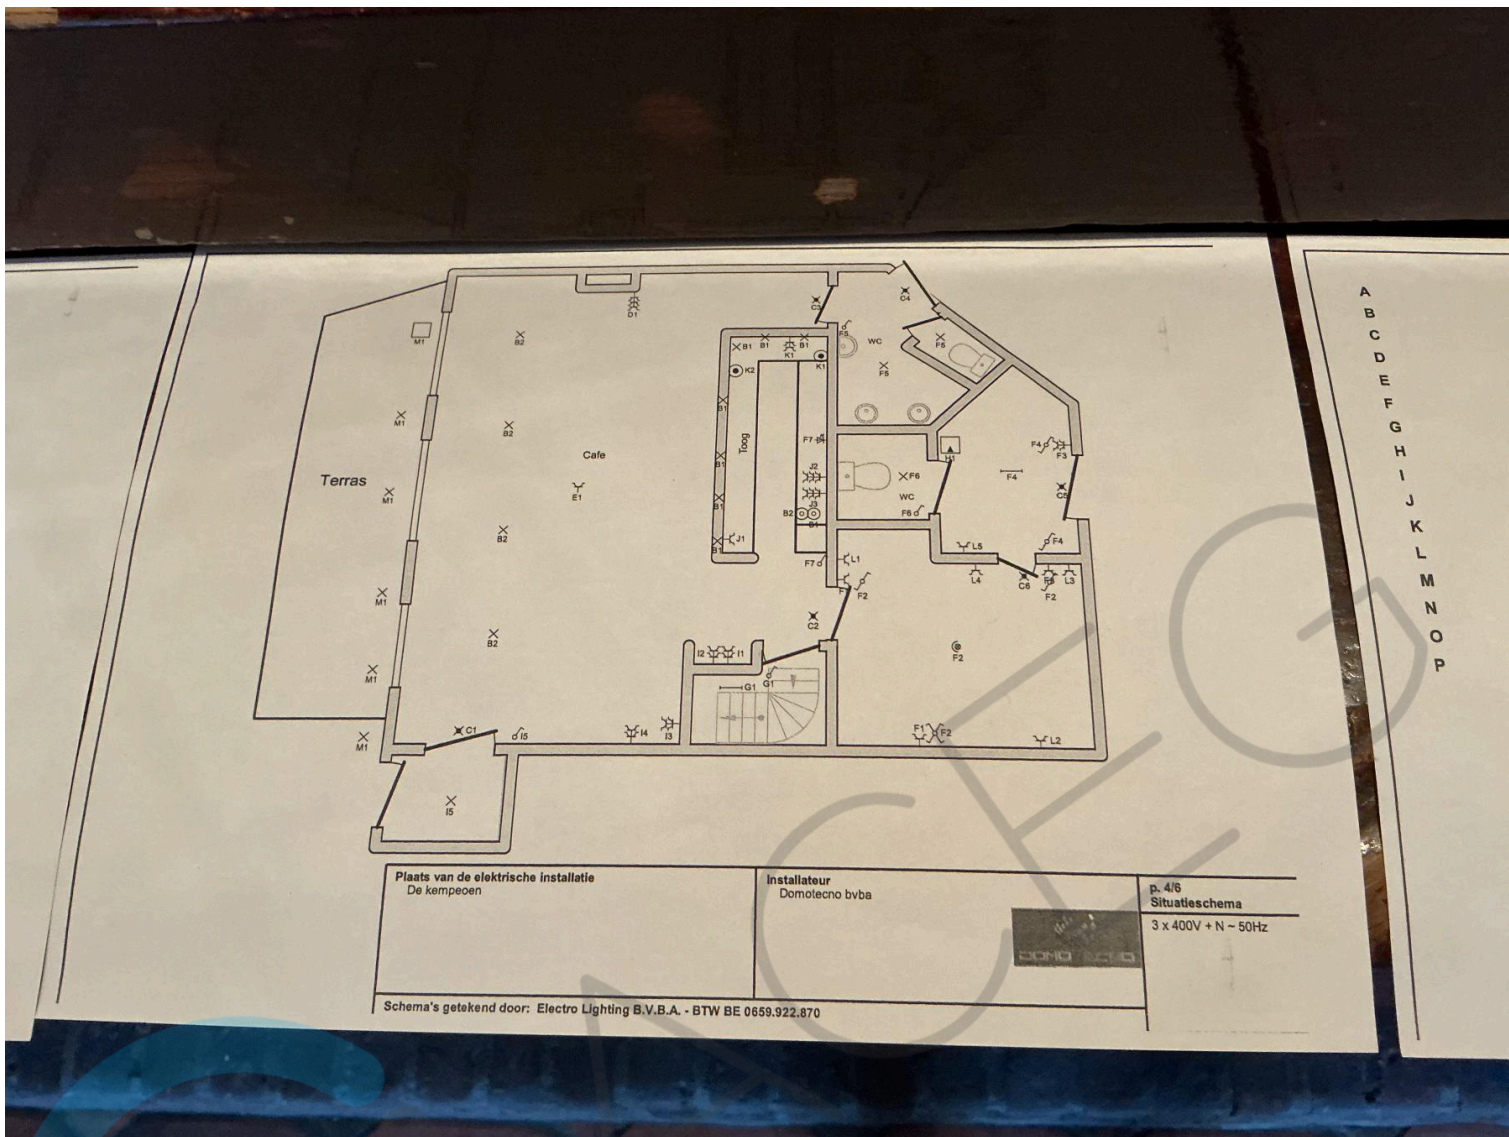 M1
D1
B2
C3
C4
F5
WC
F5
F5
B1
B1
B1
K1
K1
K2
M1
B1
B2
Toog
F7
Cafe
Terras
F4
F3
H1
F4
C5
B1
J2
F6
WC
M1
E1
B1
J3
B2
B1
F6
B2
B1
J1
F4
F7
L1
L5
L4
C6
L3
F2
F2
M1
C2
B2
I2
I1
F2
M1
G1
G1
C1
I5
I4
I3
F1
F2
L2
M1
I5
Plaats van de elektrische installatie
De kempeoen
Installateur
Domotecno bvba
p. 4/6
Situatieschema
3 x 400V + N ~ 50Hz
Schema's getekend door: Electro Lighting B.V.B.A. - BTW BE 0659.922.870
A
B
C
D
E
F
G
H
I
J
K
L
M
N
O
P
ACEG